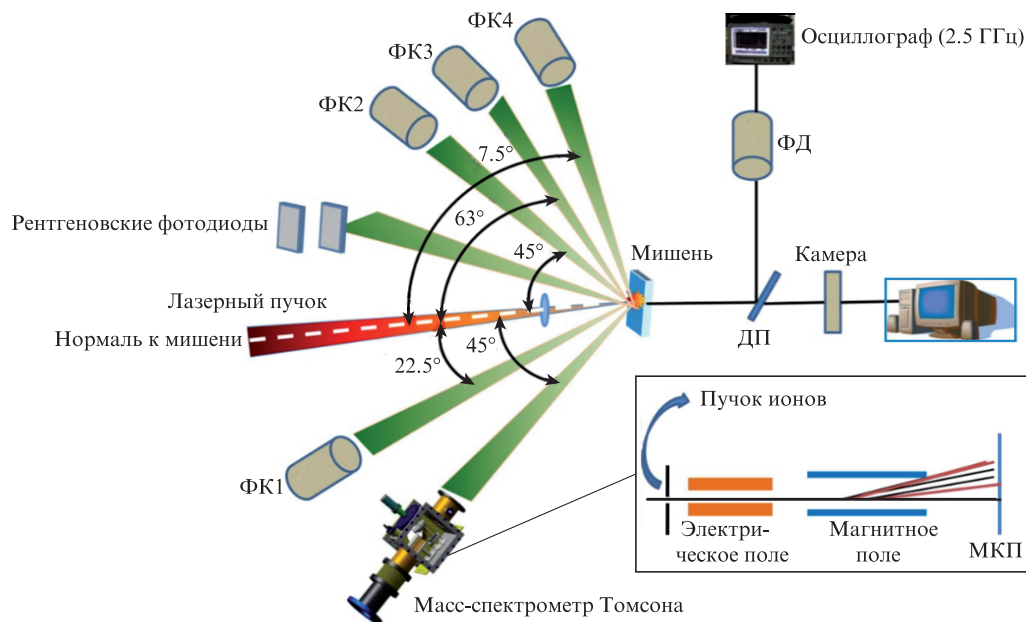 ФК4
Осциллограф (2.5 ГГц)
ФК3
ФК2
ФД
7.5°
Рентгеновские фотодиоды
63°
45°
Мишень
Камера
Лазерный пучок
Нормаль к мишени
ДП
22.5°
45°
Пучок ионов
ФК1
Электри-
ческое поле
Магнитное
поле
МКП
Масс-спектрометр Томсона